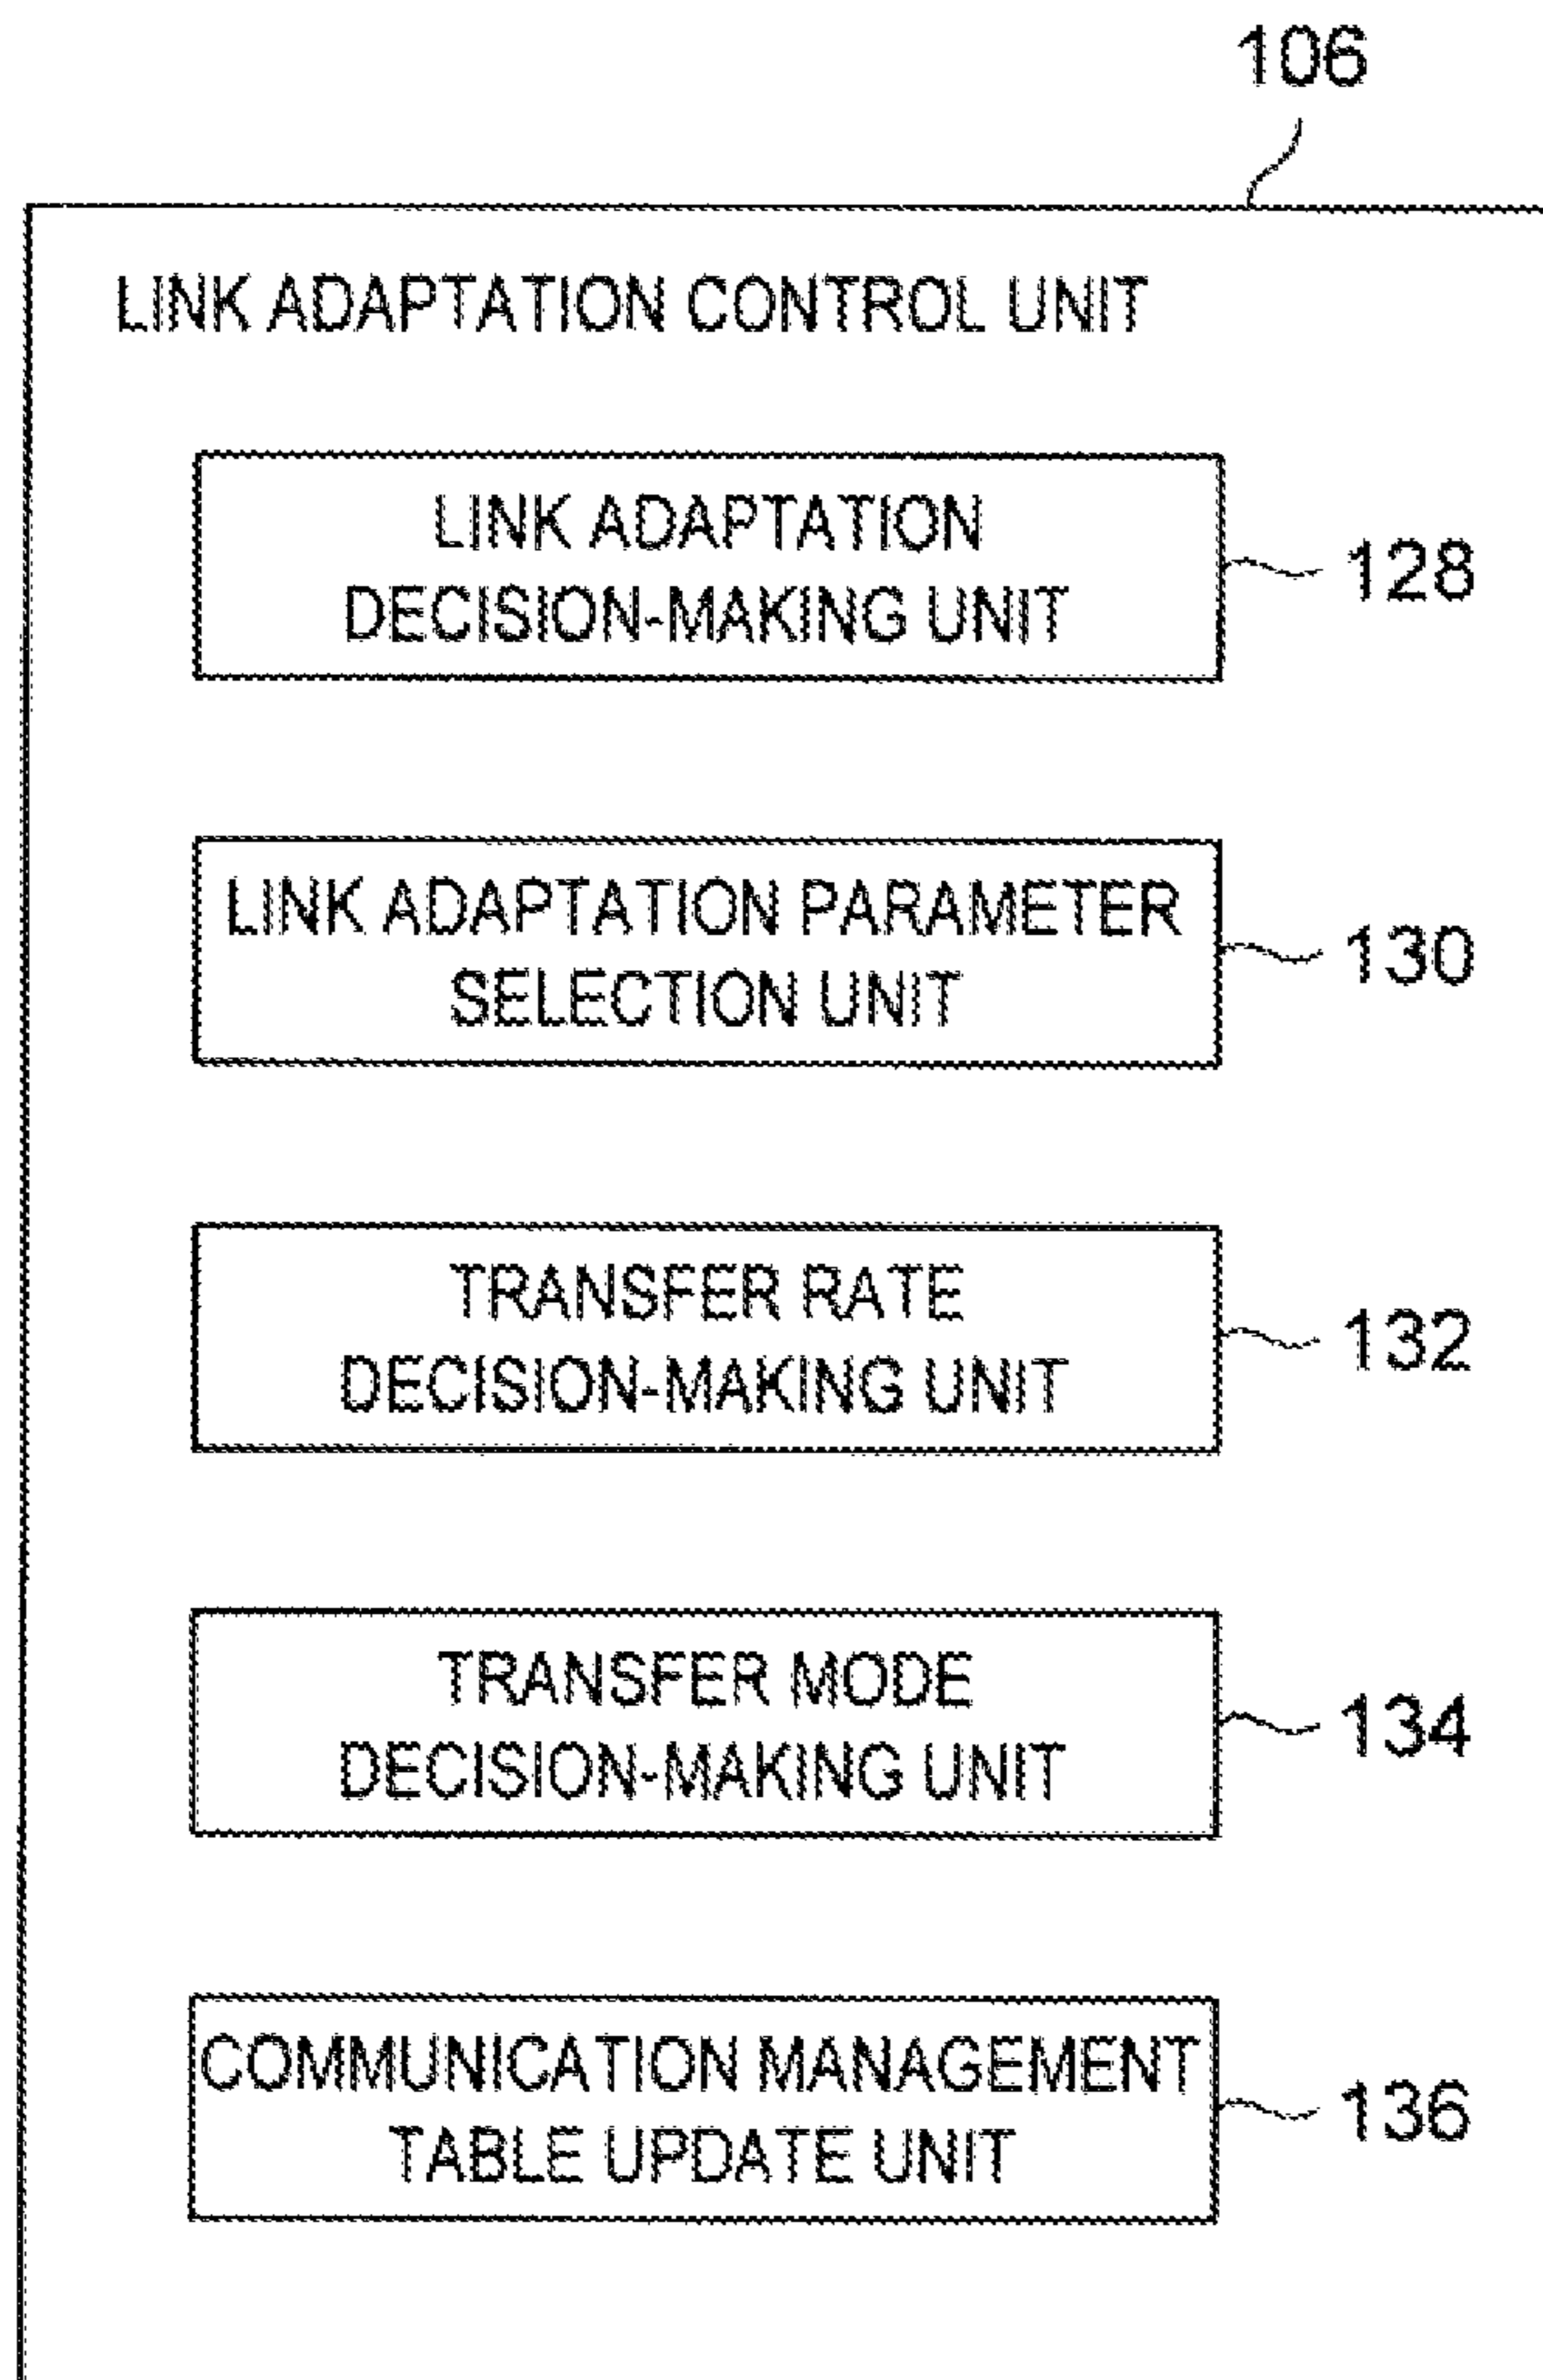 106
LINK ADAPTATION CONTROL UNIT
LINK ADAPTATION
DECISION-MAKING UNIT
128
LINK ADAPTATION PARAMETER
SELECTION UNIT
130
TRANSFER RATE
DECISION-MAKING UNIT
132
TRANSFER MODE
DECISION-MAKING UNIT
134
COMMUNICATION MANAGEMENT
TABLE UPDATE UNIT
136